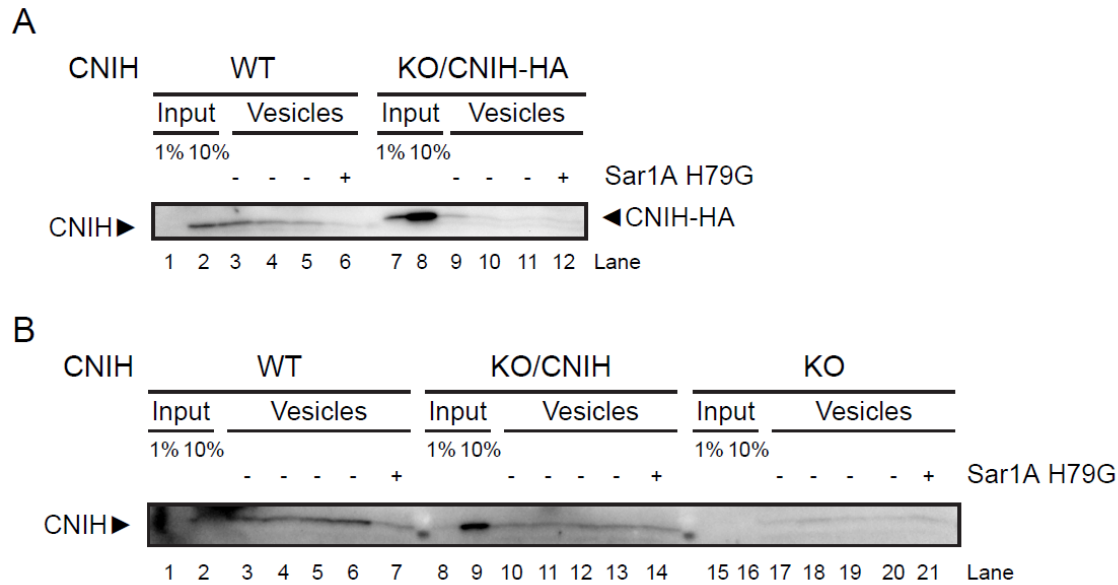 A
CNIH WT KO/CNIH-HA
Input Vesicles Input Vesicles
1% 10% 1% 10%
- - - + - - - + Sar1A H79G
CNIH► ◄CNIH-HA
1 2 3 4 5 6 7 8 9 10 11 12 Lane
B
CNIH WT KO/CNIH KO
Input Vesicles Input Vesicles Input Vesicles
1% 10% 1% 10% 1% 10%
- - - - + - - - - + - - - - + Sar1A H79G
CNIH►
1 2 3 4 5 6 7 8 9 10 11 12 13 14 15 16 17 18 19 20 21 Lane